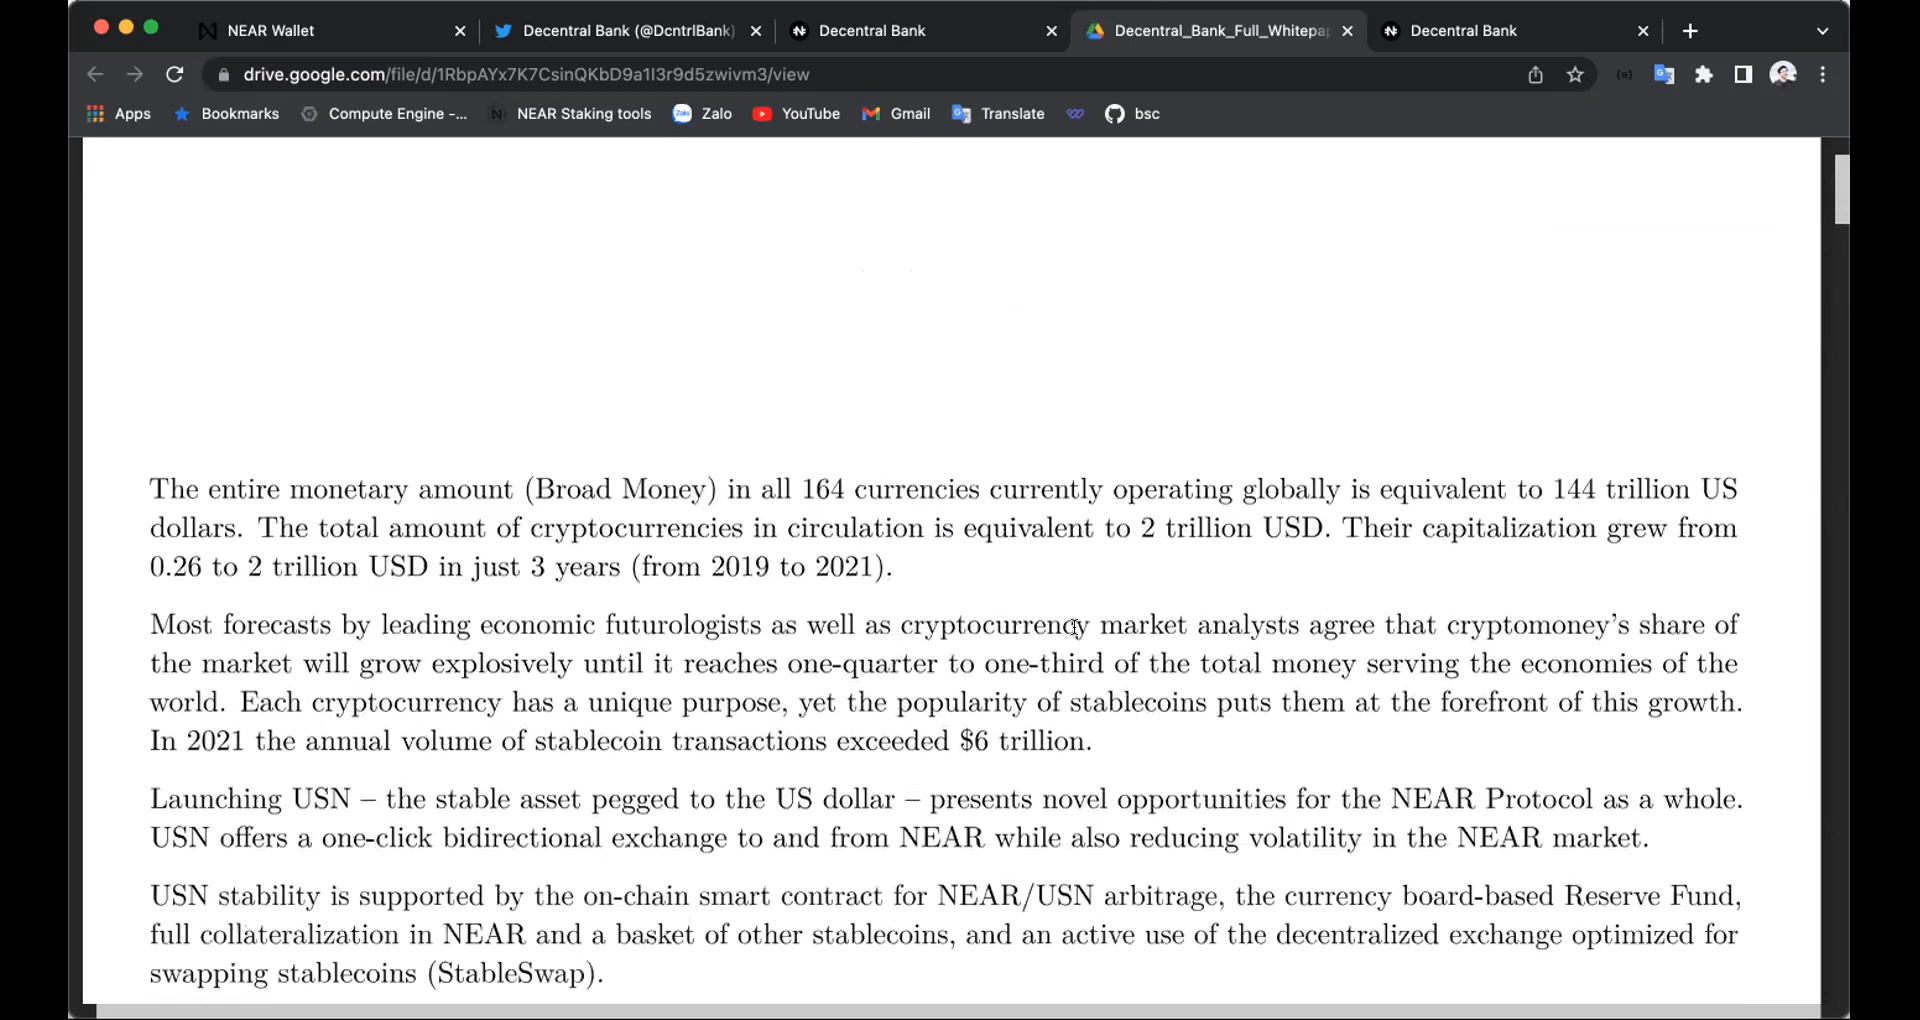 NEAR Wallet
Decentral Bank (@DcntrlBank)
Decentral Bank
Decentral_Bank_Full_Whitepap
Decentral Bank
drive.google.com/file/d/1RbpAYx7K7CsinQKbD9a1I3r9d5zwivm3/view
Apps
Bookmarks
Compute Engine -...
NEAR Staking tools
Zalo
YouTube
Gmail
Translate
bsc
The entire monetary amount (Broad Money) in all 164 currencies currently operating globally is equivalent to 144 trillion US
dollars. The total amount of cryptocurrencies in circulation is equivalent to 2 trillion USD. Their capitalization grew from
0.26 to 2 trillion USD in just 3 years (from 2019 to 2021).
Most forecasts by leading economic futurologists as well as cryptocurrency market analysts agree that cryptomoney's share of
the market will grow explosively until it reaches one-quarter to one-third of the total money serving the economies of the
world. Each cryptocurrency has a unique purpose, yet the popularity of stablecoins puts them at the forefront of this growth.
In 2021 the annual volume of stablecoin transactions exceeded $6 trillion.
Launching USN – the stable asset pegged to the US dollar – presents novel opportunities for the NEAR Protocol as a whole.
USN offers a one-click bidirectional exchange to and from NEAR while also reducing volatility in the NEAR market.
USN stability is supported by the on-chain smart contract for NEAR/USN arbitrage, the currency board-based Reserve Fund,
full collateralization in NEAR and a basket of other stablecoins, and an active use of the decentralized exchange optimized for
swapping stablecoins (StableSwap).